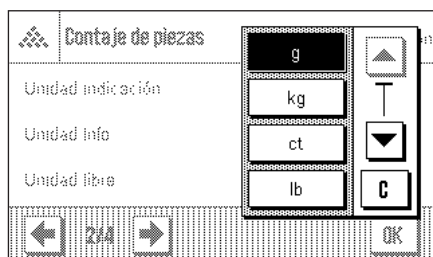 Contaje de piezas
Unidad indicación
Unidad Info
Unidad libre
g
kg
ct
lb
C
2/4
OK